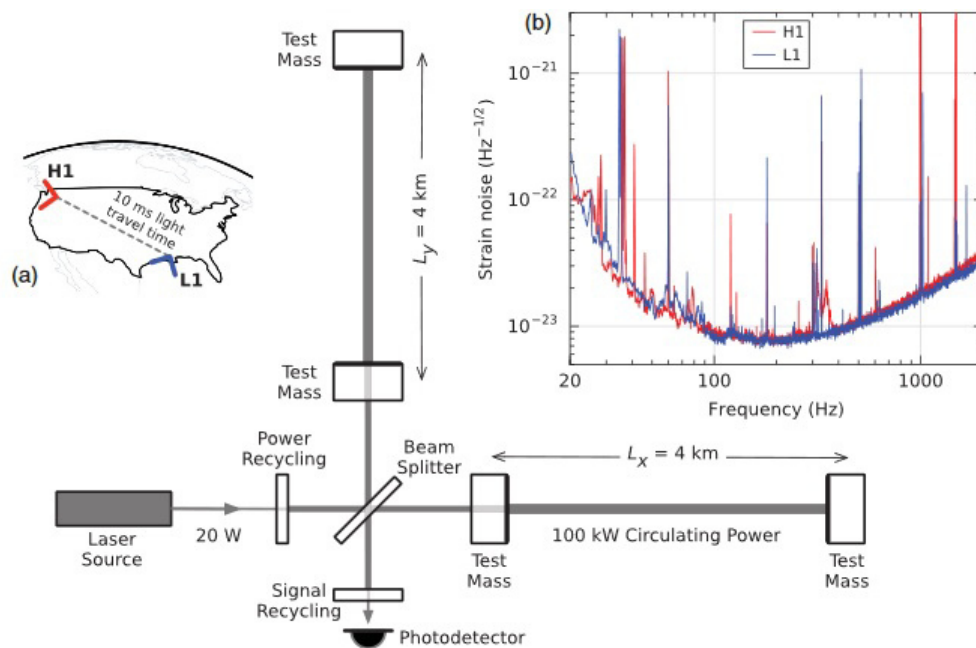 Test
Mass
H1
10 ms light
travel time
L1
(a)
L_y = 4 km
(b)
H1
L1
10⁻²¹
10⁻²²
10⁻²³
Strain noise (Hz⁻¹/²)
20
100
1000
Frequency (Hz)
Test
Mass
Power
Recycling
Beam
Splitter
L_x = 4 km
Laser
Source
20 W
100 kW Circulating Power
Test
Mass
Test
Mass
Signal
Recycling
Photodetector